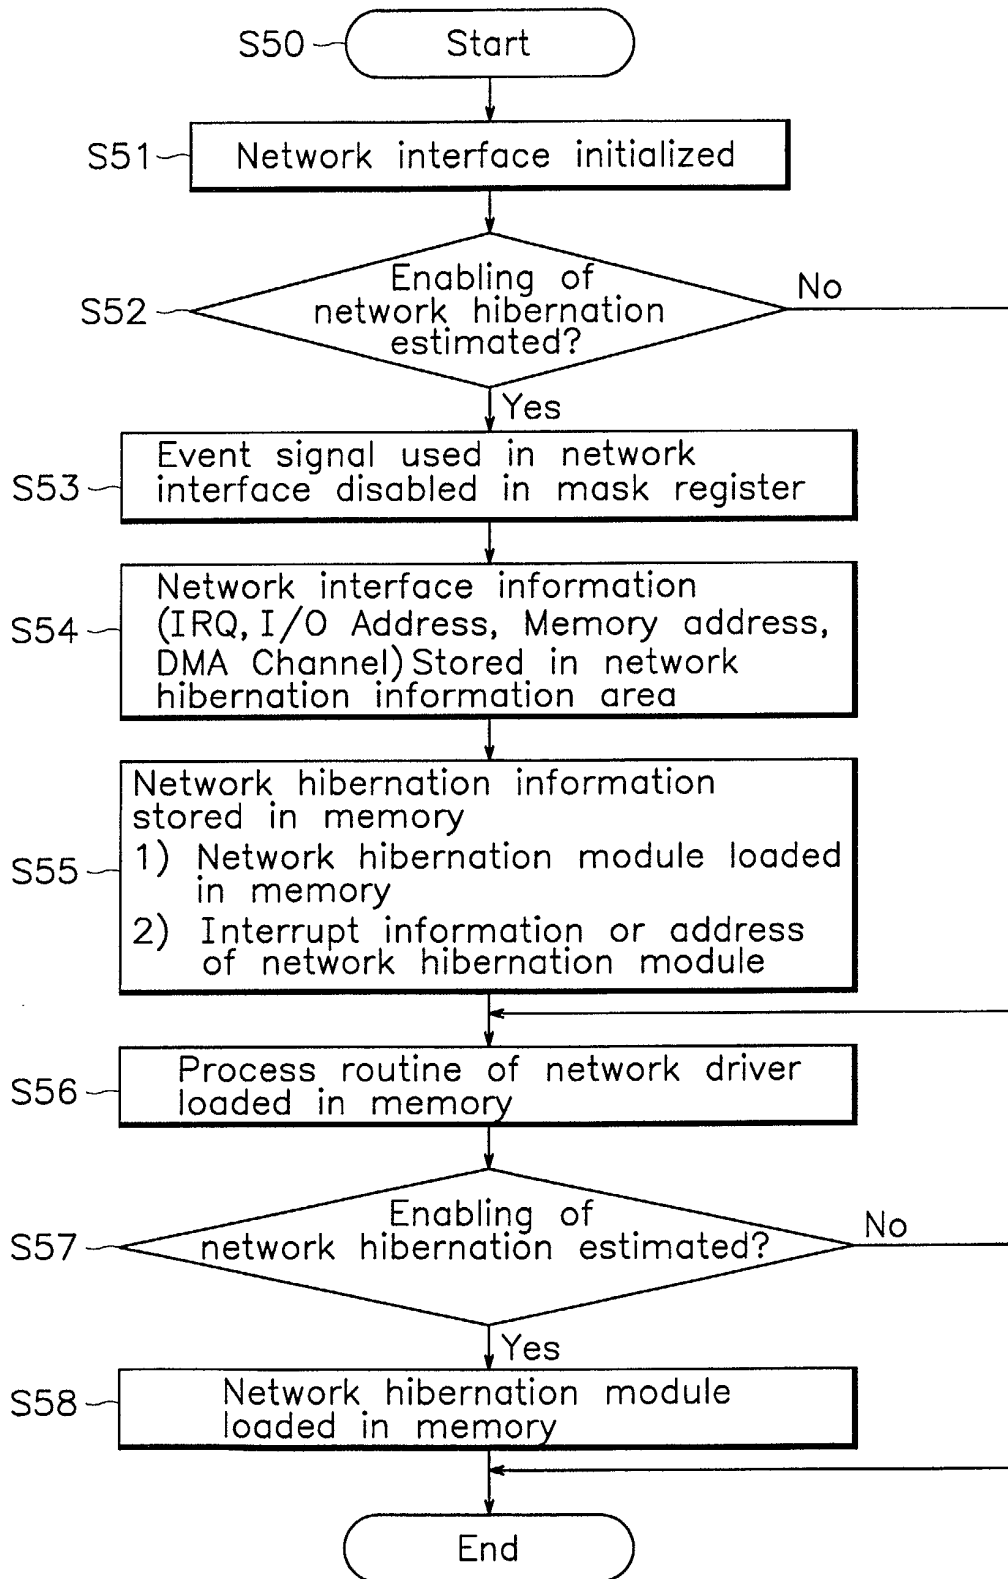 S50
Start
S51
Network interface initialized
S52
Enabling of
network hibernation
estimated?
No
Yes
S53
Event signal used in network
interface disabled in mask register
S54
Network interface information
(IRQ, I/O Address, Memory address,
DMA Channel) Stored in network
hibernation information area
S55
Network hibernation information
stored in memory
1) Network hibernation module loaded
in memory
2) Interrupt information or address
of network hibernation module
S56
Process routine of network driver
loaded in memory
S57
Enabling of
network hibernation estimated?
No
Yes
S58
Network hibernation module
loaded in memory
End